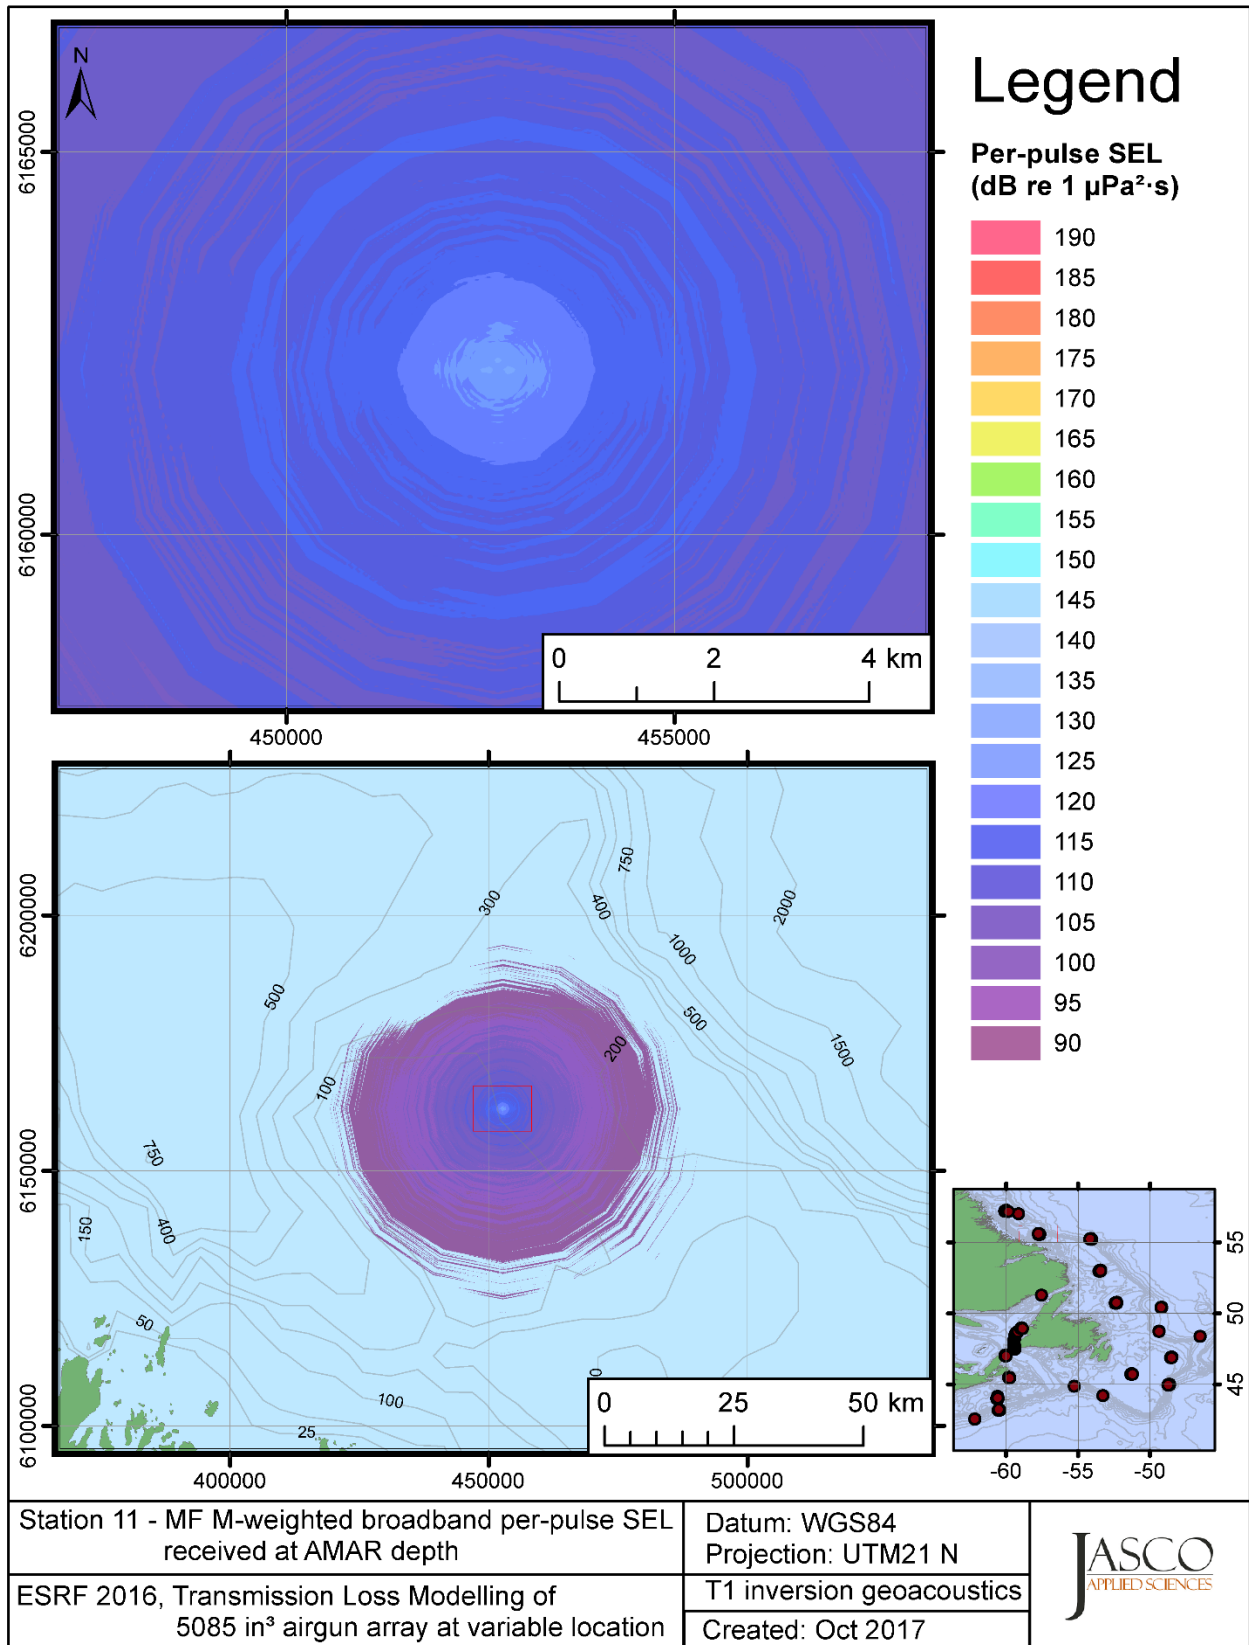 N
6165000
6160000
0 2 4 km
450000 455000
Legend
Per-pulse SEL
(dB re 1 µPa²·s)
190
185
180
175
170
165
160
155
150
145
140
135
130
125
120
115
110
105
100
95
90
6200000
6150000
6100000
750
300
400
2000
1000
500
500
1500
200
100
750
150
400
50
100
25
0
0 25 50 km
400000 450000 500000
55
50
45
-60 -55 -50
Station 11 - MF M-weighted broadband per-pulse SEL
received at AMAR depth
ESRF 2016, Transmission Loss Modelling of
5085 in³ airgun array at variable location
Datum: WGS84
Projection: UTM21 N
T1 inversion geoacoustics
Created: Oct 2017
JASCO
APPLIED SCIENCES